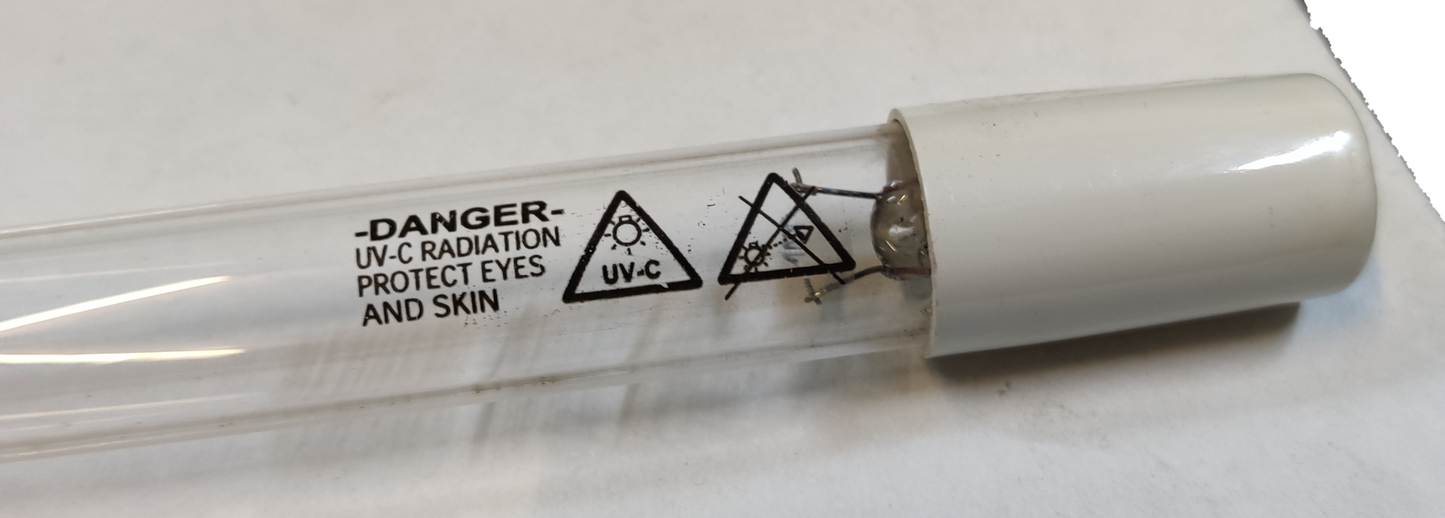 -DANGER-
UV-C RADIATION
PROTECT EYES
AND SKIN
UV-C